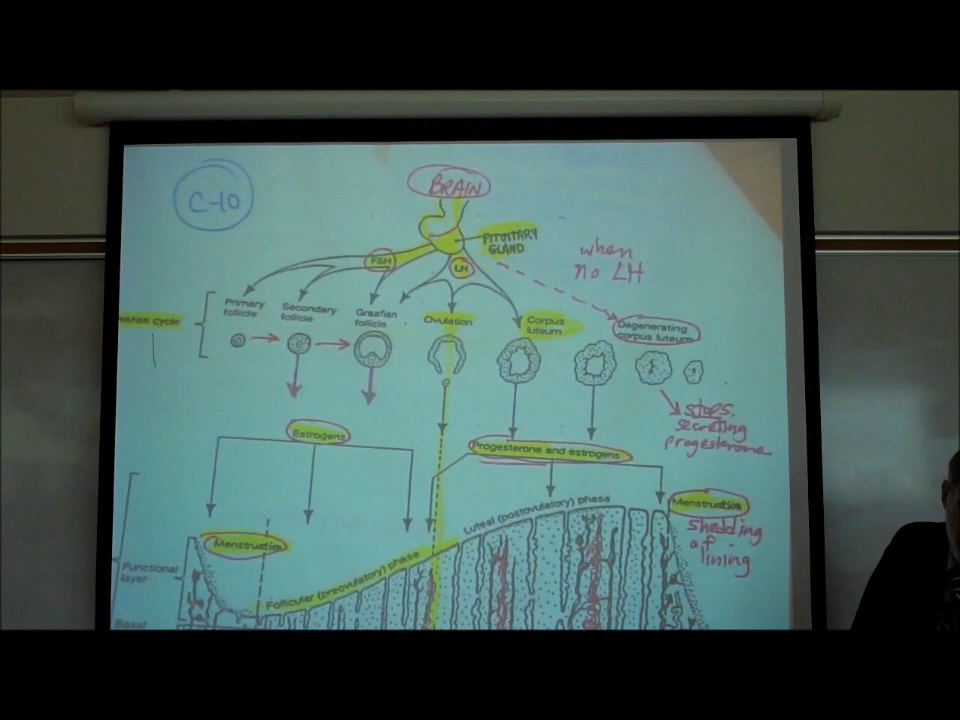 C-10
BRAIN
PITUITARY
GLAND
when
no LH
FSH
LH
Primary
follicle
Secondary
follicle
Graafian
follicle
Ovulation
Corpus
luteum
Degenerating
corpus luteum
cycle
stops
secreting
progesterone
Estrogens
Progesterone and estrogens
Luteal (postovulatory) phase
Menstruation
shedding
of
lining
Menstruation
Follicular (preovulatory) phase
Functional
layer
Basal